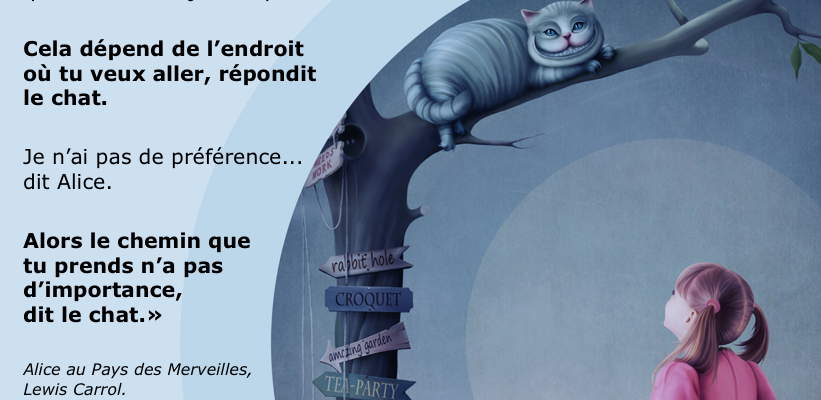 Cela dépend de l’endroit
où tu veux aller, répondit
le chat.
Je n’ai pas de préférence...
dit Alice.
Alors le chemin que
tu prends n’a pas
d’importance,
dit le chat.»
Alice au Pays des Merveilles,
Lewis Carrol.
NEEDS
WORK
rabbit hole
CROQUET
amazing garden
TEA-PARTY